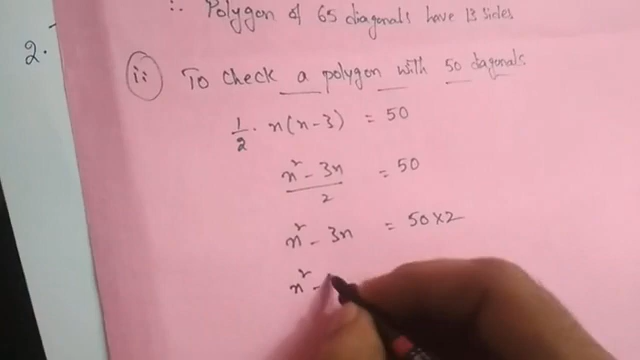 ∴ Polygon of 65 diagonals have 13 sides
2.
ii To check a polygon with 50 diagonals
1/2 · n(n-3) = 50
n² - 3n / 2 = 50
n² - 3n = 50×2
n² -